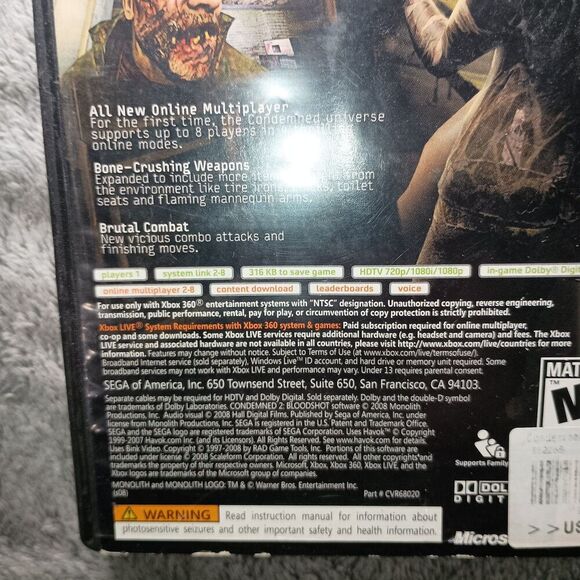 All New Online Multiplayer
For the first time, the Condemned universe
supports up to 8 players in
online modes.
Bone-Crushing Weapons
Expanded to include more
the environment like tire toilet
seats and flaming mannequin arms.
Brutal Combat
New vicious combo attacks and
finishing moves.
players 1 system link 2-8 316 KB to save game HDTV 720p/1080i/1080p in-game Dolby® Digi
online multiplayer 2-8 content download leaderboards voice
For use only with Xbox 360® entertainment systems with "NTSC" designation. Unauthorized copying, reverse engineering,
transmission, public performance, rental, pay for play, or circumvention of copy protection is strictly prohibited.
Xbox LIVE® System Requirements with Xbox 360 system & games: Paid subscription required for online multiplayer,
co-op and some downloads. Some Xbox LIVE services require additional hardware (e.g. headset and camera) and fees. The Xbox
LIVE service and associated hardware are not available in all countries, please visit http://www.xbox.com/live/countries for more
information. Features may change without notice. Subject to Terms of Use (at www.xbox.com/live/termsofuse/).
Broadband internet service (sold separately), Windows Live™ ID account, and hard drive or memory unit required. Some
broadband services may not work with Xbox LIVE and performance may vary. Under 13 requires parental consent.
SEGA of America, Inc. 650 Townsend Street, Suite 650, San Francisco, CA 94103.
Separate cables may be required for HDTV and Dolby Digital. Sold separately. Dolby and the double-D symbol
are trademarks of Dolby Laboratories. CONDEMNED 2: BLOODSHOT software © 2008 Monolith
Productions, Inc. Audio visual © 2008 Hall Digital Films. Published by Sega of America, Inc. under
license from Monolith Productions, Inc. SEGA is registered in the U.S. Patent and Trademark Office.
SEGA and the SEGA logo are registered trademarks of SEGA Corporation. Uses Havok™ © Copyright
1999-2007 Havok.com Inc. (and its Licensors). All Rights Reserved. See www.havok.com for details.
Uses Bink Video. Copyright © 1997-2008 by RAD Game Tools, Inc. Portions of this software are
included under license © 2008 Scaleform Corporation. All rights reserved. All other copyrights and
trademarks are the property of their respective owners. Microsoft, Xbox, Xbox 360, Xbox LIVE, and the
Xbox logos are trademarks of the Microsoft group of companies.
MONOLITH and MONOLITH LOGO: TM & © Warner Bros. Entertainment Inc.
(s08)
Part # CVR68020
WARNING Read instruction manual for information about
photosensitive seizures and other important safety and health information.
MAT
M
Supports Family
DOL
DIGIT
Micros
> > US